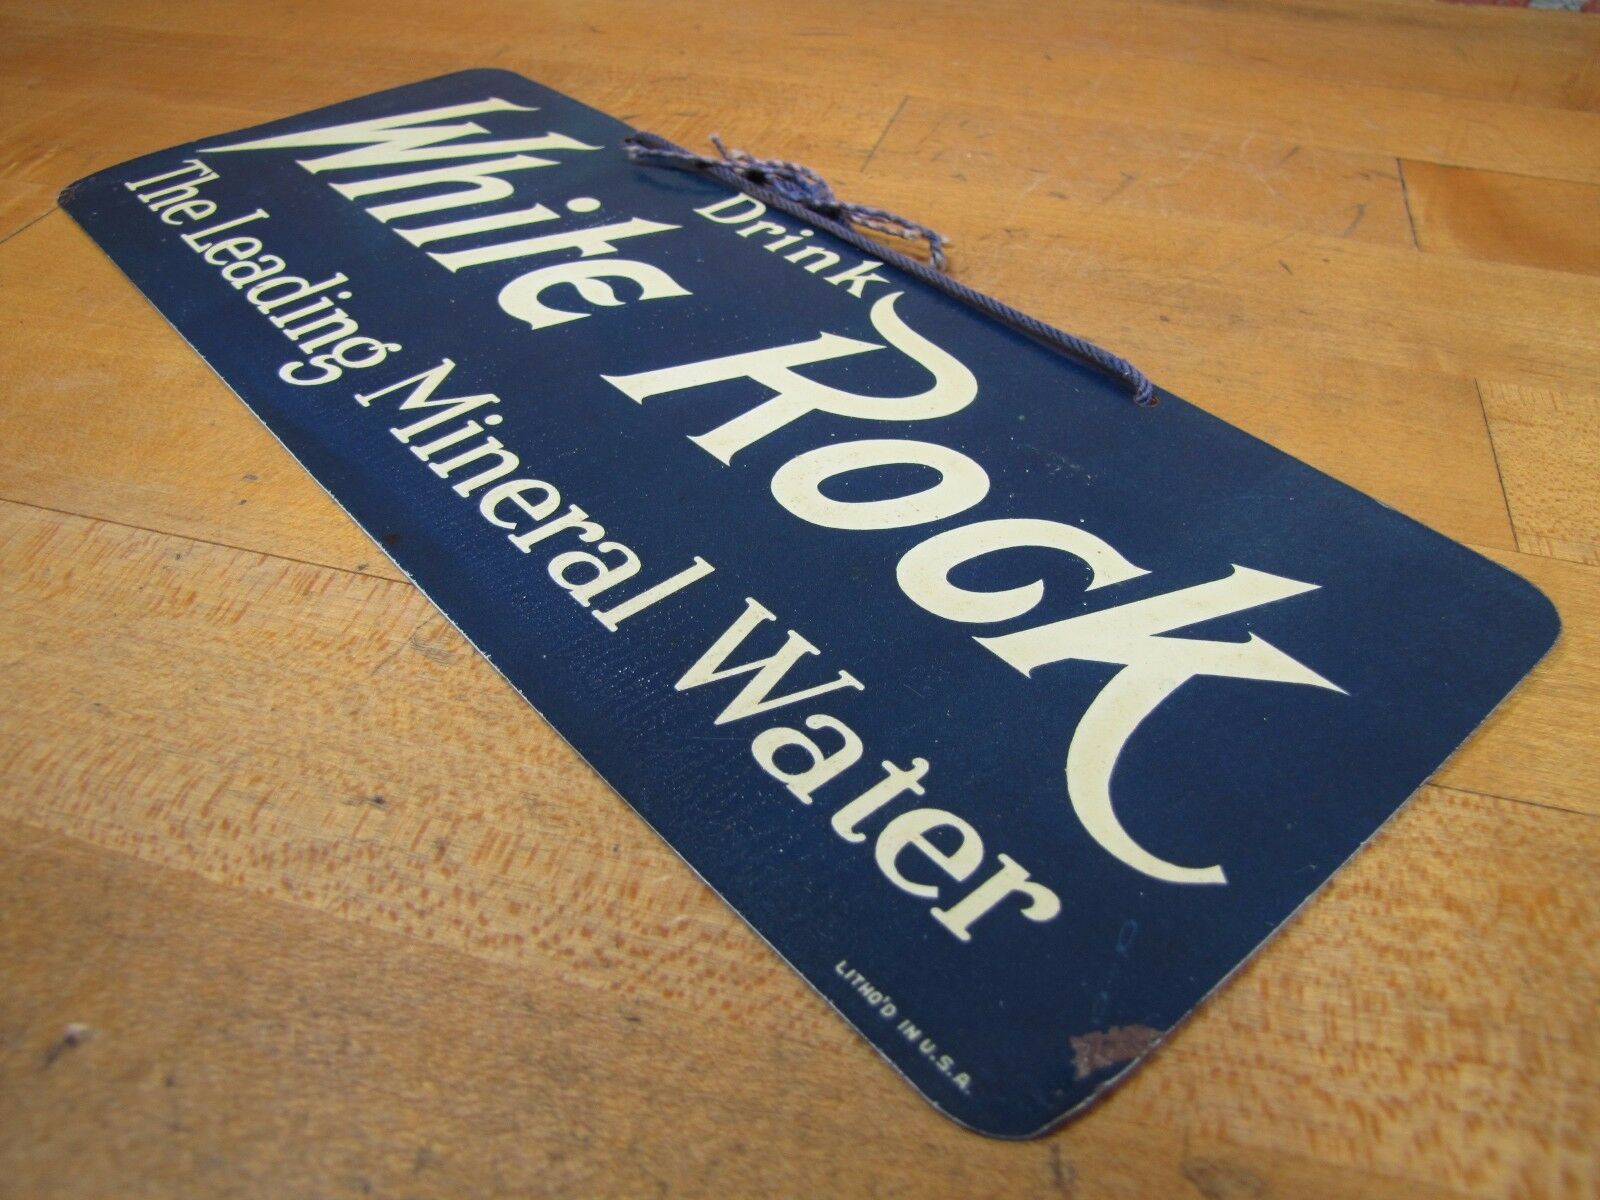 Drink
White Rock
The Leading Mineral Water
LITHO'D IN U.S.A.